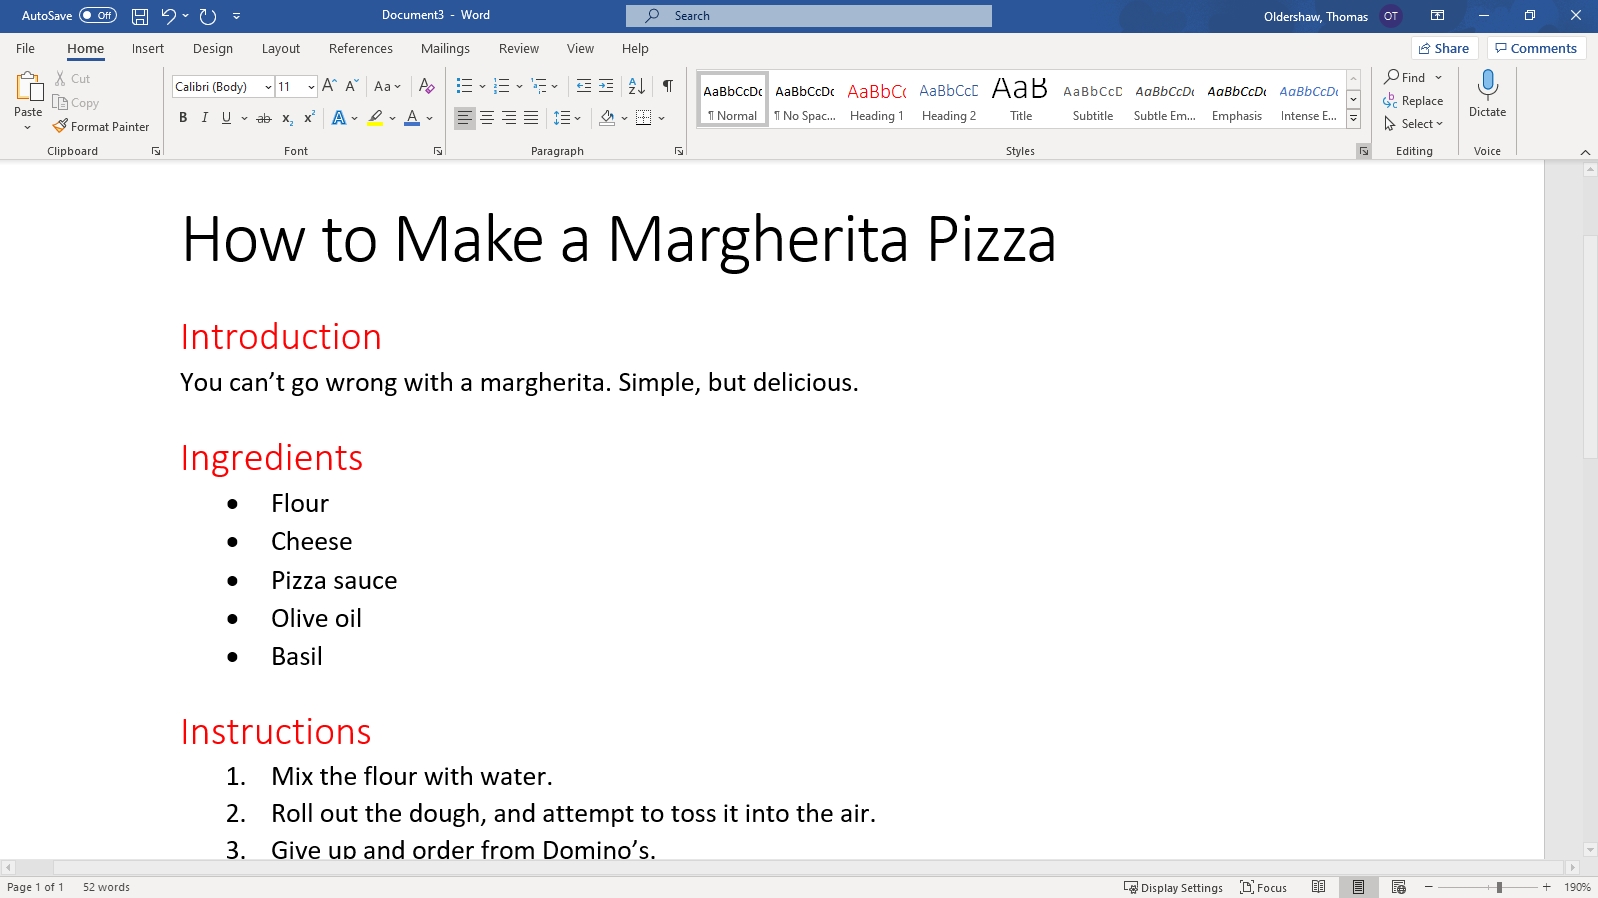 AutoSave Off Document3 - Word Search Oldershaw, Thomas OT
File Home Insert Design Layout References Mailings Review View Help Share Comments
Paste Cut Copy Format Painter Clipboard
Calibri (Body) 11 Aa Font
B I U ab x₂ x² A A
Paragraph
AaBbCcDc ¶ Normal
AaBbCcDc ¶ No Spac...
AaBbCc Heading 1
AaBbCcD Heading 2
AaB Title
AaBbCcD Subtitle
AaBbCcDc Subtle Em...
AaBbCcDc Emphasis
AaBbCcDc Intense E...
Styles
Find Replace Select Editing
Dictate Voice
How to Make a Margherita Pizza
Introduction
You can’t go wrong with a margherita. Simple, but delicious.
Ingredients
• Flour
• Cheese
• Pizza sauce
• Olive oil
• Basil
Instructions
1. Mix the flour with water.
2. Roll out the dough, and attempt to toss it into the air.
3. Give up and order from Domino’s.
Page 1 of 1 52 words Display Settings Focus 190%